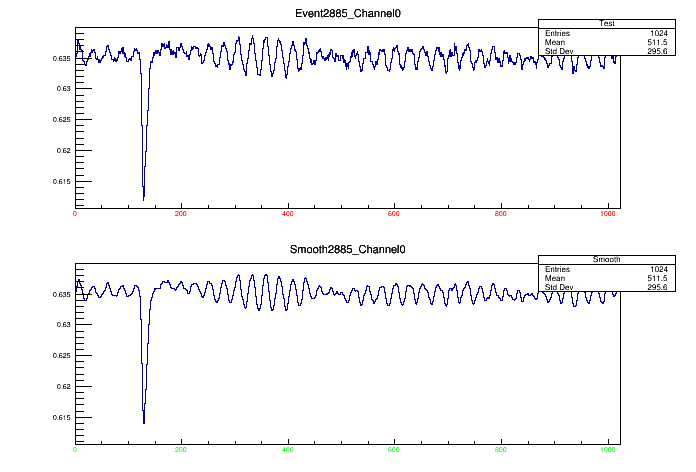 Event2885_Channel0
Test
Entries 1024
Mean 511.5
Std Dev 295.6
0.635
0.63
0.625
0.62
0.615
0 200 400 600 800 1000
Smooth2885_Channel0
Smooth
Entries 1024
Mean 511.5
Std Dev 295.6
0.635
0.63
0.625
0.62
0.615
0 200 400 600 800 1000